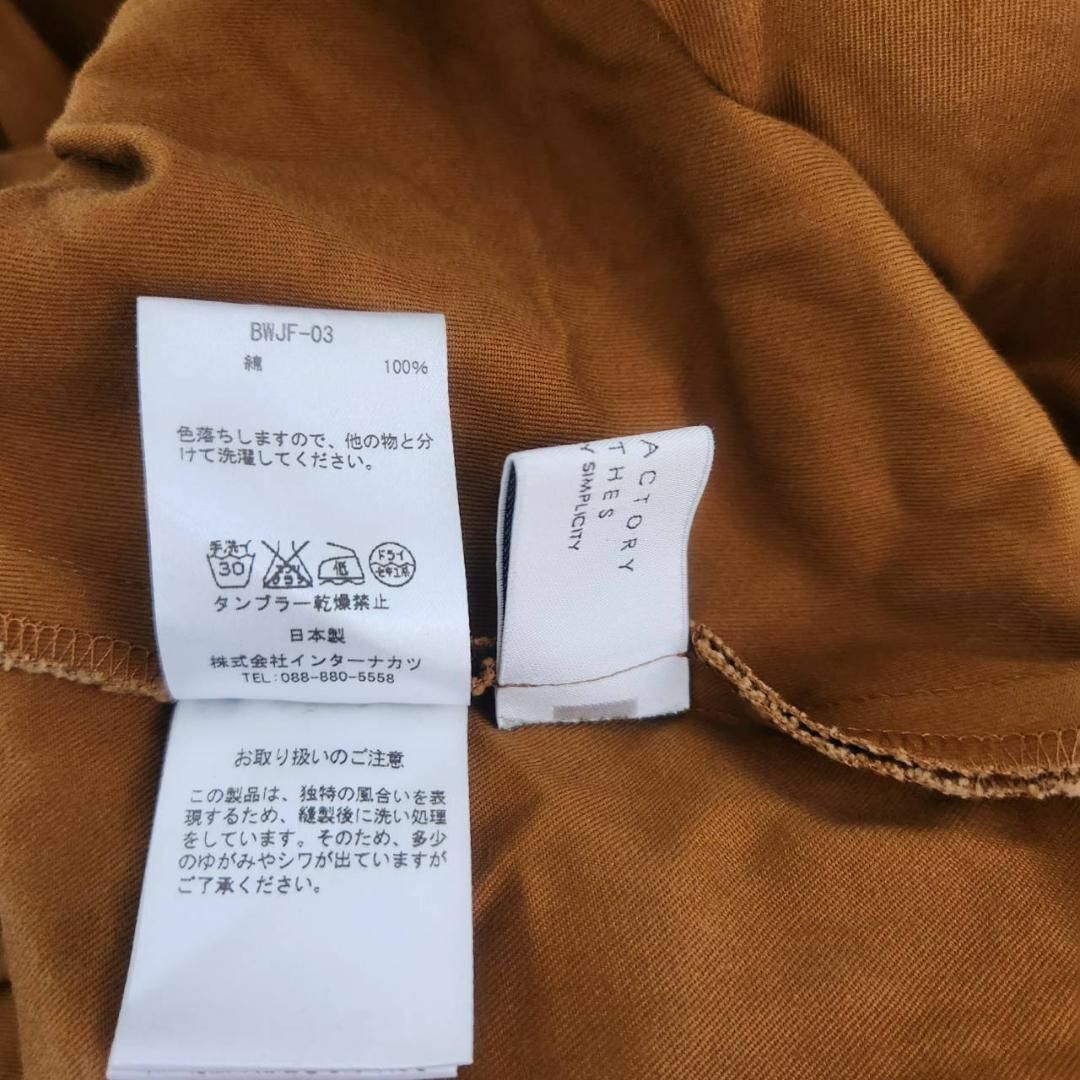 BWJF-03
綿 100%
色落ちしますので、他の物と分
けて洗濯してください。
手洗イ
30
低
ドライ
セキユ系
タンブラー乾燥禁止
日本製
株式会社インターナカツ
TEL:088-880-5558
お取り扱いのご注意
この製品は、独特の風合いを表
現するため、縫製後に洗い処理
をしています。そのため、多少
のゆがみやシワが出ていますが
ご了承ください。
ACTORY
THES
Y SIMPLICITY